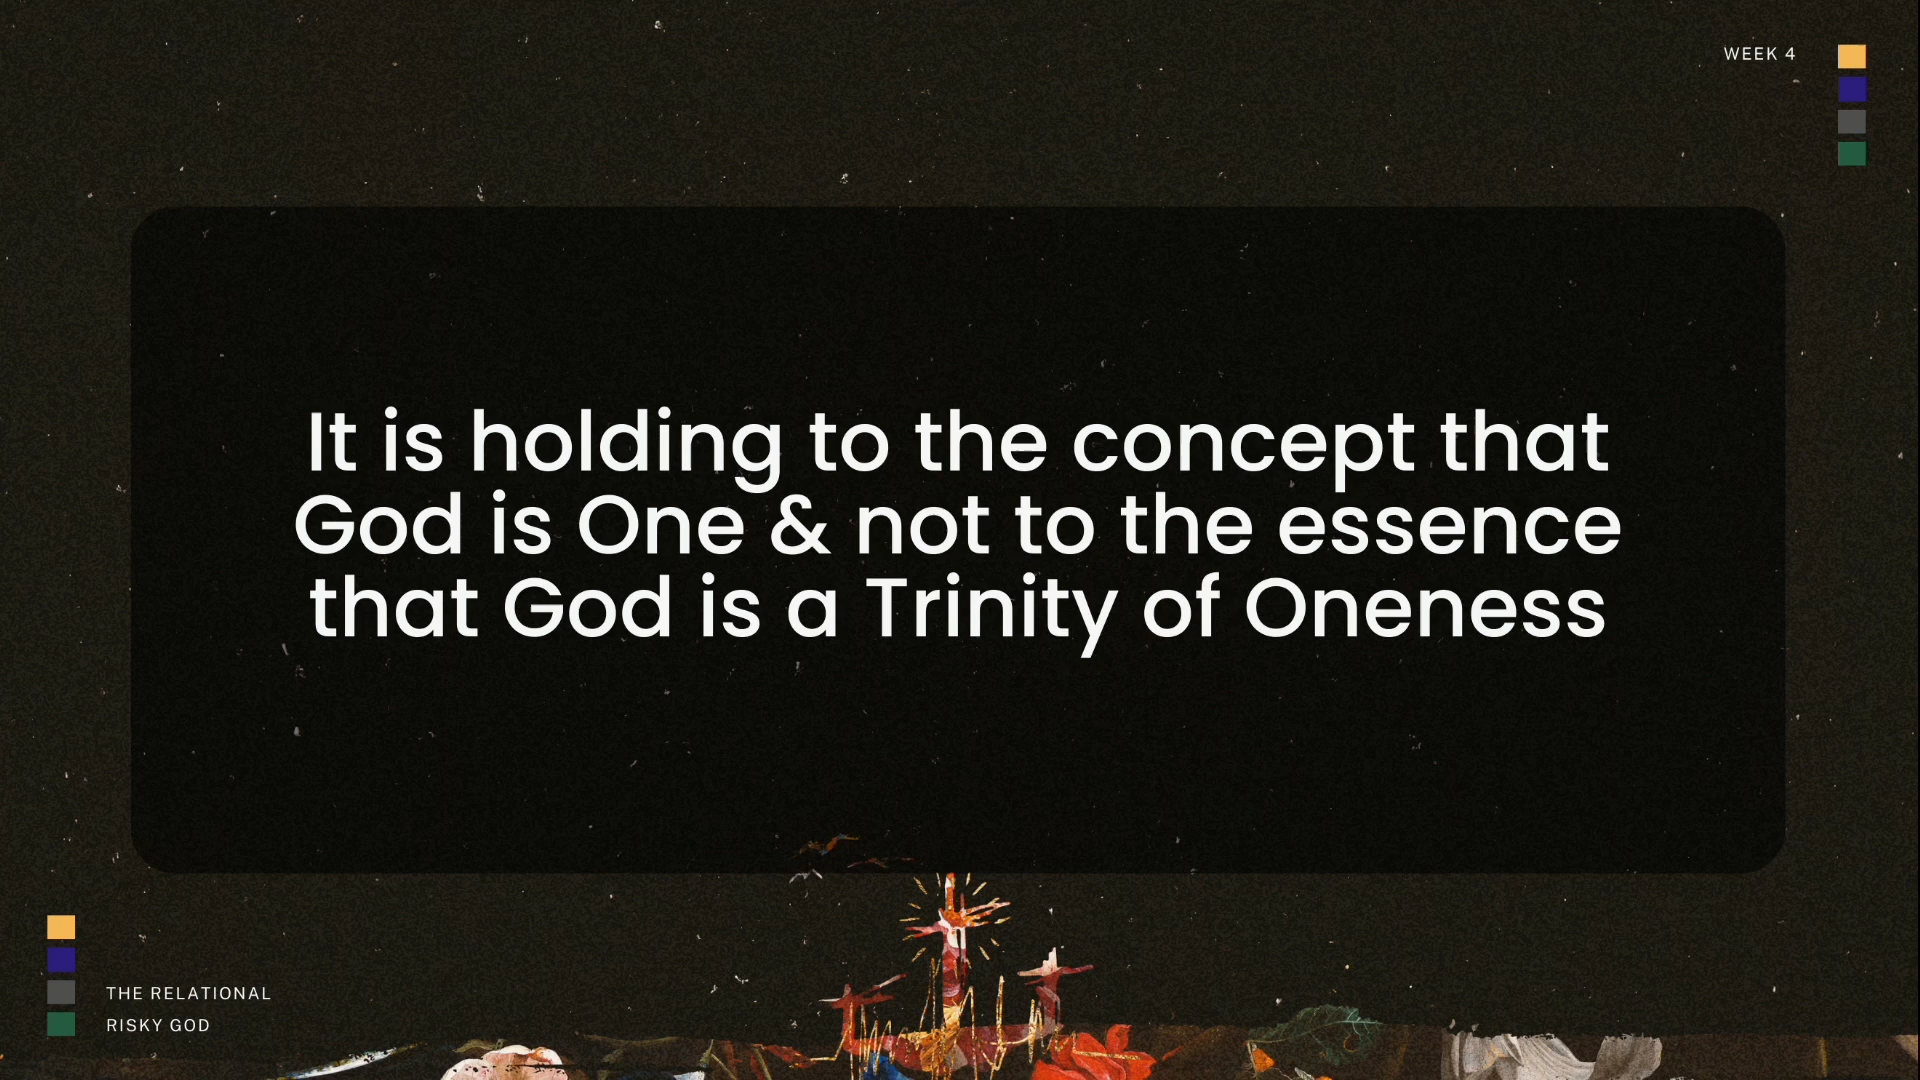 WEEK 4
It is holding to the concept that
God is One & not to the essence
that God is a Trinity of Oneness
THE RELATIONAL
RISKY GOD